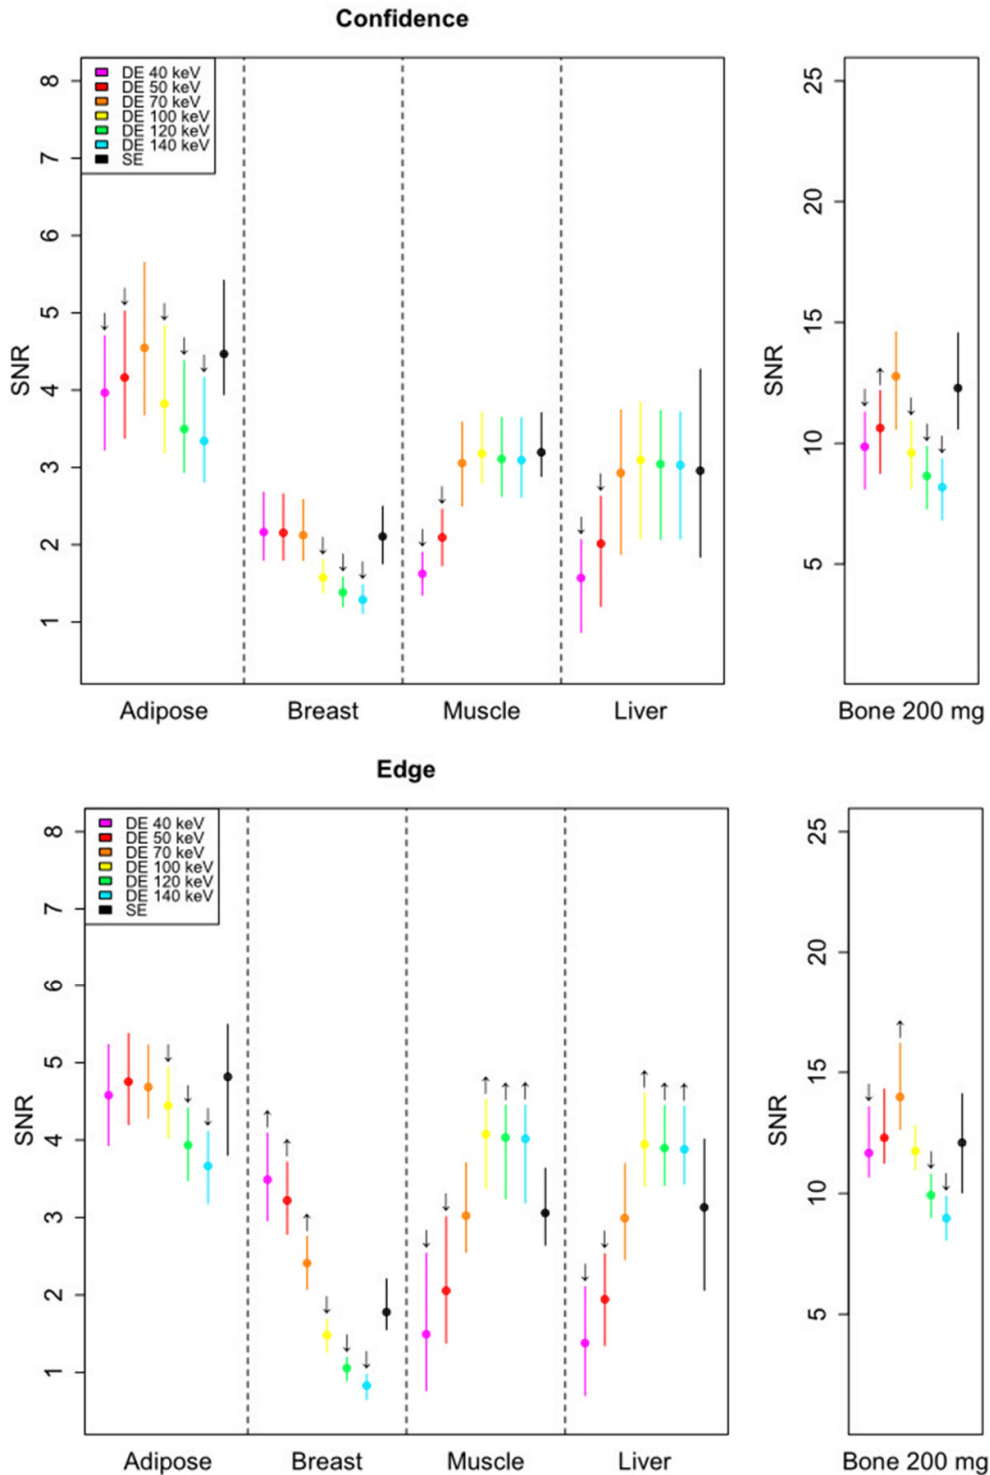 Confidence
SNR
8
7
6
5
4
3
2
1
DE 40 keV
DE 50 keV
DE 70 keV
DE 100 keV
DE 120 keV
DE 140 keV
SE
Adipose Breast Muscle Liver
SNR
25
20
15
10
5
Bone 200 mg
Edge
SNR
8
7
6
5
4
3
2
1
DE 40 keV
DE 50 keV
DE 70 keV
DE 100 keV
DE 120 keV
DE 140 keV
SE
Adipose Breast Muscle Liver
SNR
25
20
15
10
5
Bone 200 mg